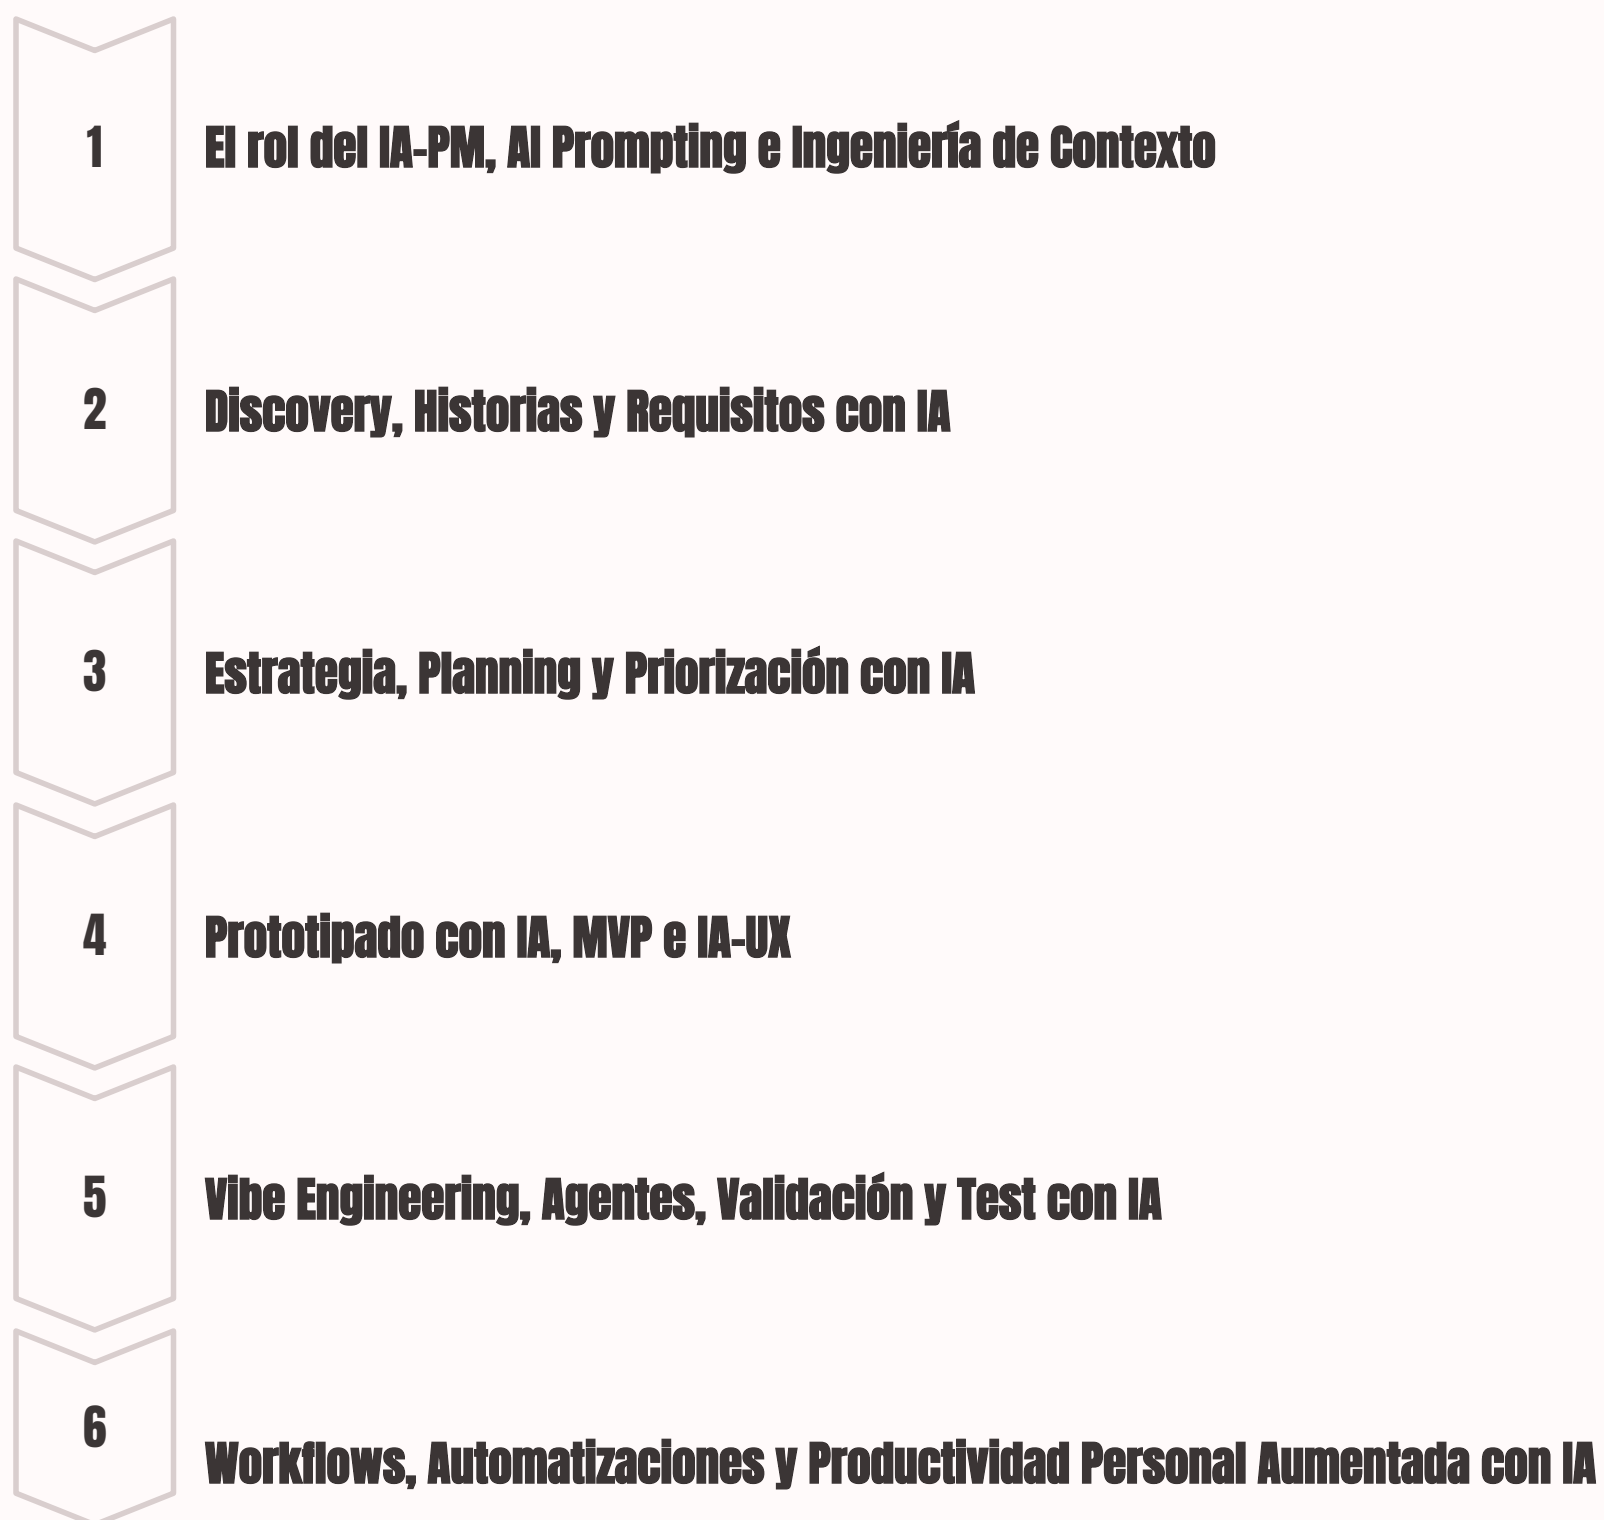 1
El rol del IA-PM, AI Prompting e Ingeniería de Contexto
2
Discovery, Historias y Requisitos con IA
3
Estrategia, Planning y Priorización con IA
4
Prototipado con IA, MVP e IA-UX
5
Vibe Engineering, Agentes, Validación y Test con IA
6
Workflows, Automatizaciones y Productividad Personal Aumentada con IA